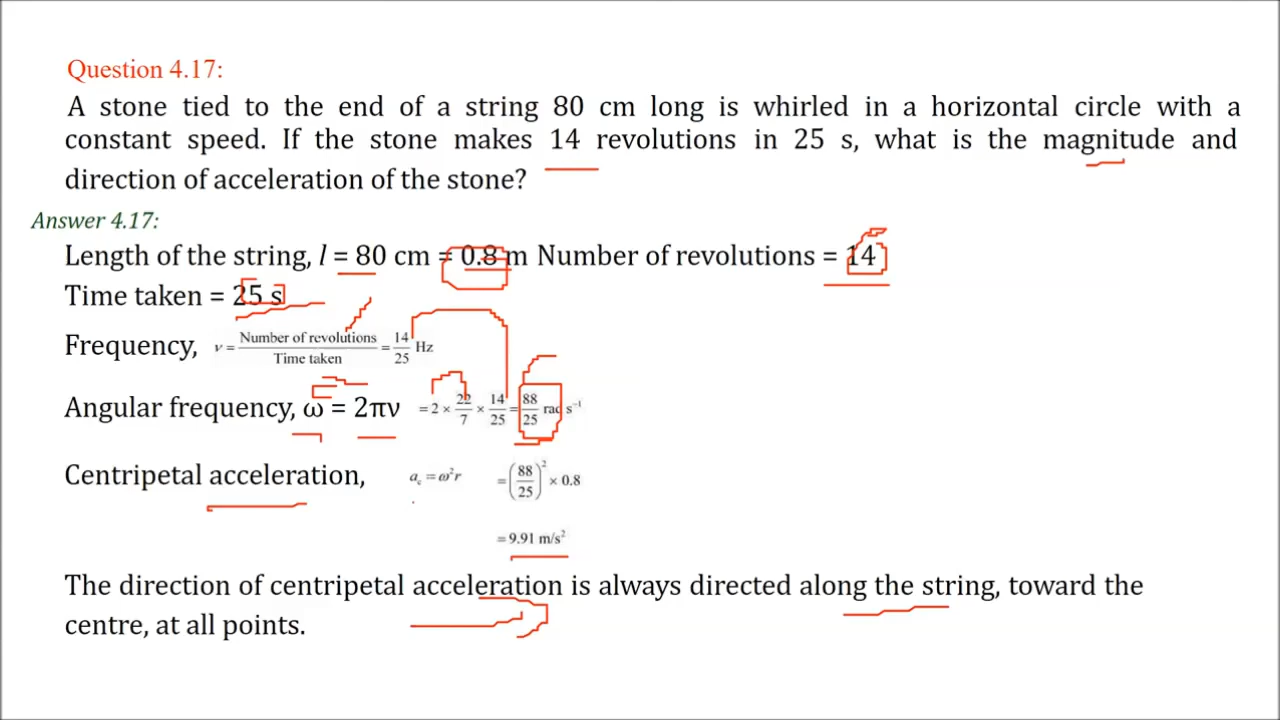 Question 4.17:
A stone tied to the end of a string 80 cm long is whirled in a horizontal circle with a
constant speed. If the stone makes 14 revolutions in 25 s, what is the magnitude and
direction of acceleration of the stone?
Answer 4.17:
Length of the string, l = 80 cm = 0.8 m Number of revolutions = 14
Time taken = 25 s
Frequency, ν = Number of revolutions / Time taken = 14/25 Hz
Angular frequency, ω = 2πν = 2 × 22/7 × 14/25 = 88/25 rad s⁻¹
Centripetal acceleration, a_c = ω²r = (88/25)² × 0.8
= 9.91 m/s²
The direction of centripetal acceleration is always directed along the string, toward the
centre, at all points.